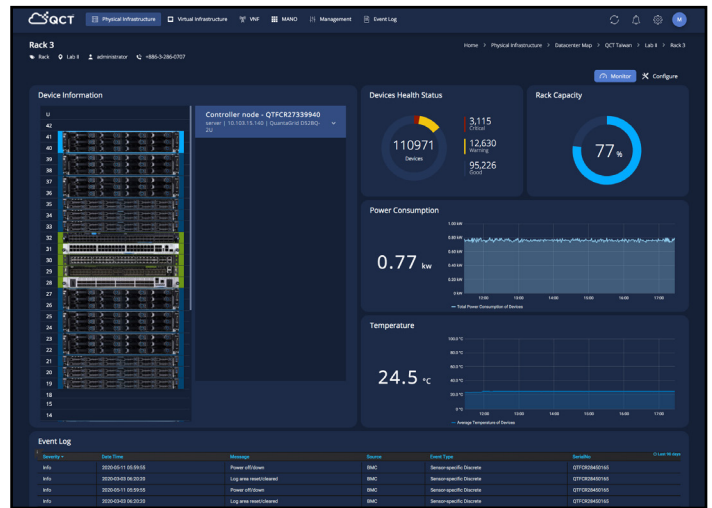 QCT Physical Infrastructure Virtual Infrastructure VNF MANO Management Event Log M
Rack 3
Rack Lab II administrator +886-3-286-0707
Home > Physical Infrastructure > Datacenter Map > QCT Taiwan > Lab II > Rack3
Monitor Configure
Device Information
U
42
41
40
39
38
37
36
35
34
33
32
31
30
29
28
27
26
25
24
23
22
21
20
19
18
15
14
Controller node - QTFCR27339940
server | 10.103.15.140 | QuantaGrid D52BQ-
2U
Devices Health Status
110971
Devices
3,115
Critical
12,630
Warning
95,226
Good
Rack Capacity
77 %
Power Consumption
0.77 kw
1.00 kW
0.80 kW
0.60 kW
0.40 kW
0.20 kW
0 kW
12:00 13:00 14:00 15:00 16:00 17:00
Total Power Consumption of Devices
Temperature
24.5 °C
100.0 °C
80.0 °C
60.0 °C
40.0 °C
20.0 °C
0 °C
12:00 13:00 14:00 15:00 16:00 17:00
Average Temperature of Devices
Event Log
Last 90 days
Severity Date Time Message Source Event Type SerialNo
Info 2020-05-11 05:59:55 Power off/down BMC Sensor-specific Discrete QTFCR28450165
Info 2020-03-03 06:20:20 Log area reset/cleared BMC Sensor-specific Discrete QTFCR28450165
Info 2020-05-11 05:59:55 Power off/down BMC Sensor-specific Discrete QTFCR28450165
Info 2020-03-03 06:20:20 Log area reset/cleared BMC Sensor-specific Discrete QTFCR28450165